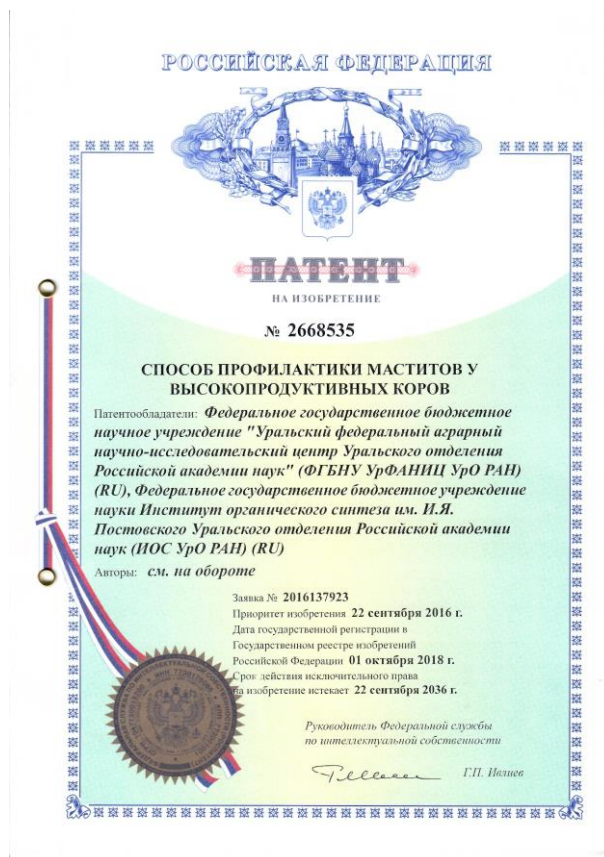 РОССИЙСКАЯ ФЕДЕРАЦИЯ
ПАТЕНТ
НА ИЗОБРЕТЕНИЕ
№ 2668535
СПОСОБ ПРОФИЛАКТИКИ МАСТИТОВ У
ВЫСОКОПРОДУКТИВНЫХ КОРОВ
Патентообладатели: Федеральное государственное бюджетное
научное учреждение "Уральский федеральный аграрный
научно-исследовательский центр Уральского отделения
Российской академии наук" (ФГБНУ УрФАНИЦ УрО РАН)
(RU), Федеральное государственное бюджетное учреждение
науки Институт органического синтеза им. И.Я.
Постовского Уральского отделения Российской академии
наук (ИОС УрО РАН) (RU)
Авторы: см. на обороте
Заявка № 2016137923
Приоритет изобретения 22 сентября 2016 г.
Дата государственной регистрации в
Государственном реестре изобретений
Российской Федерации 01 октября 2018 г.
Срок действия исключительного права
на изобретение истекает 22 сентября 2036 г.
Руководитель Федеральной службы
по интеллектуальной собственности
Г.П. Ивлиев